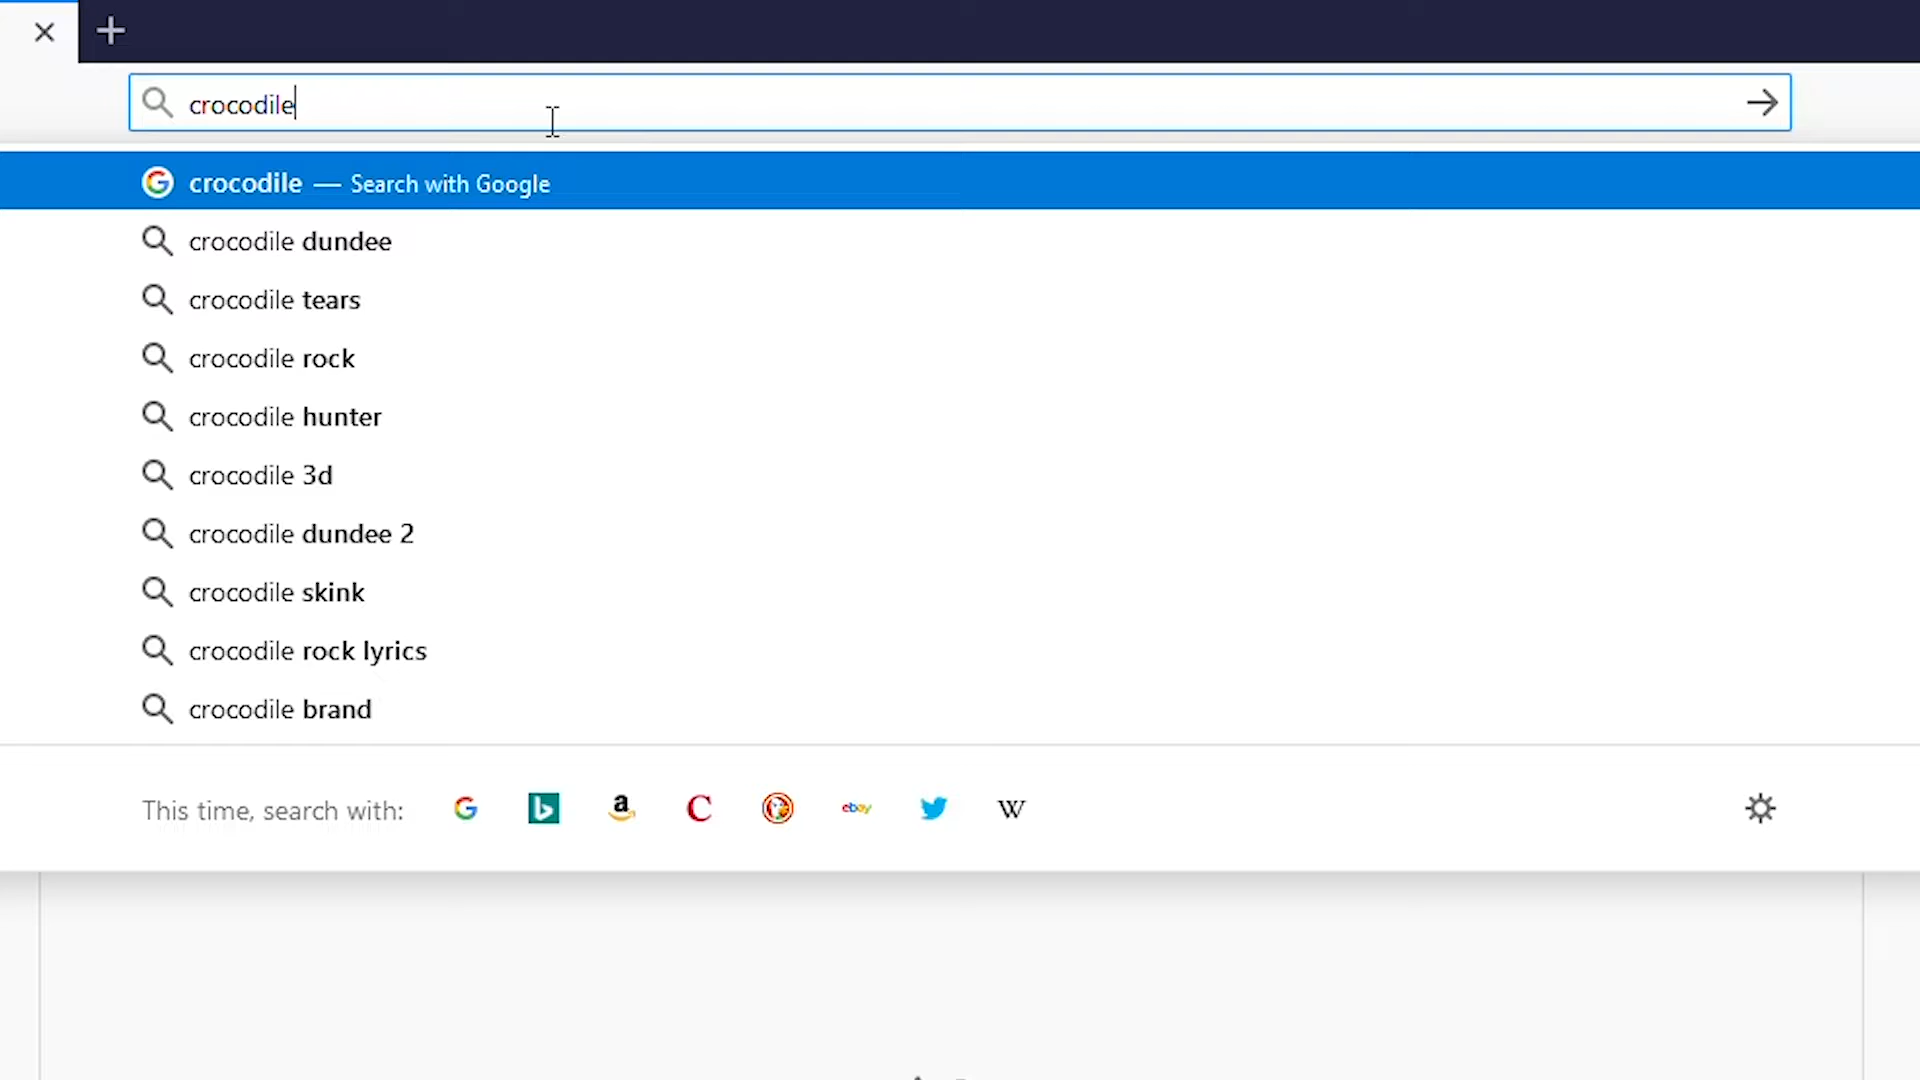 crocodile
crocodile — Search with Google
crocodile dundee
crocodile tears
crocodile rock
crocodile hunter
crocodile 3d
crocodile dundee 2
crocodile skink
crocodile rock lyrics
crocodile brand
This time, search with: G b a C ebay W